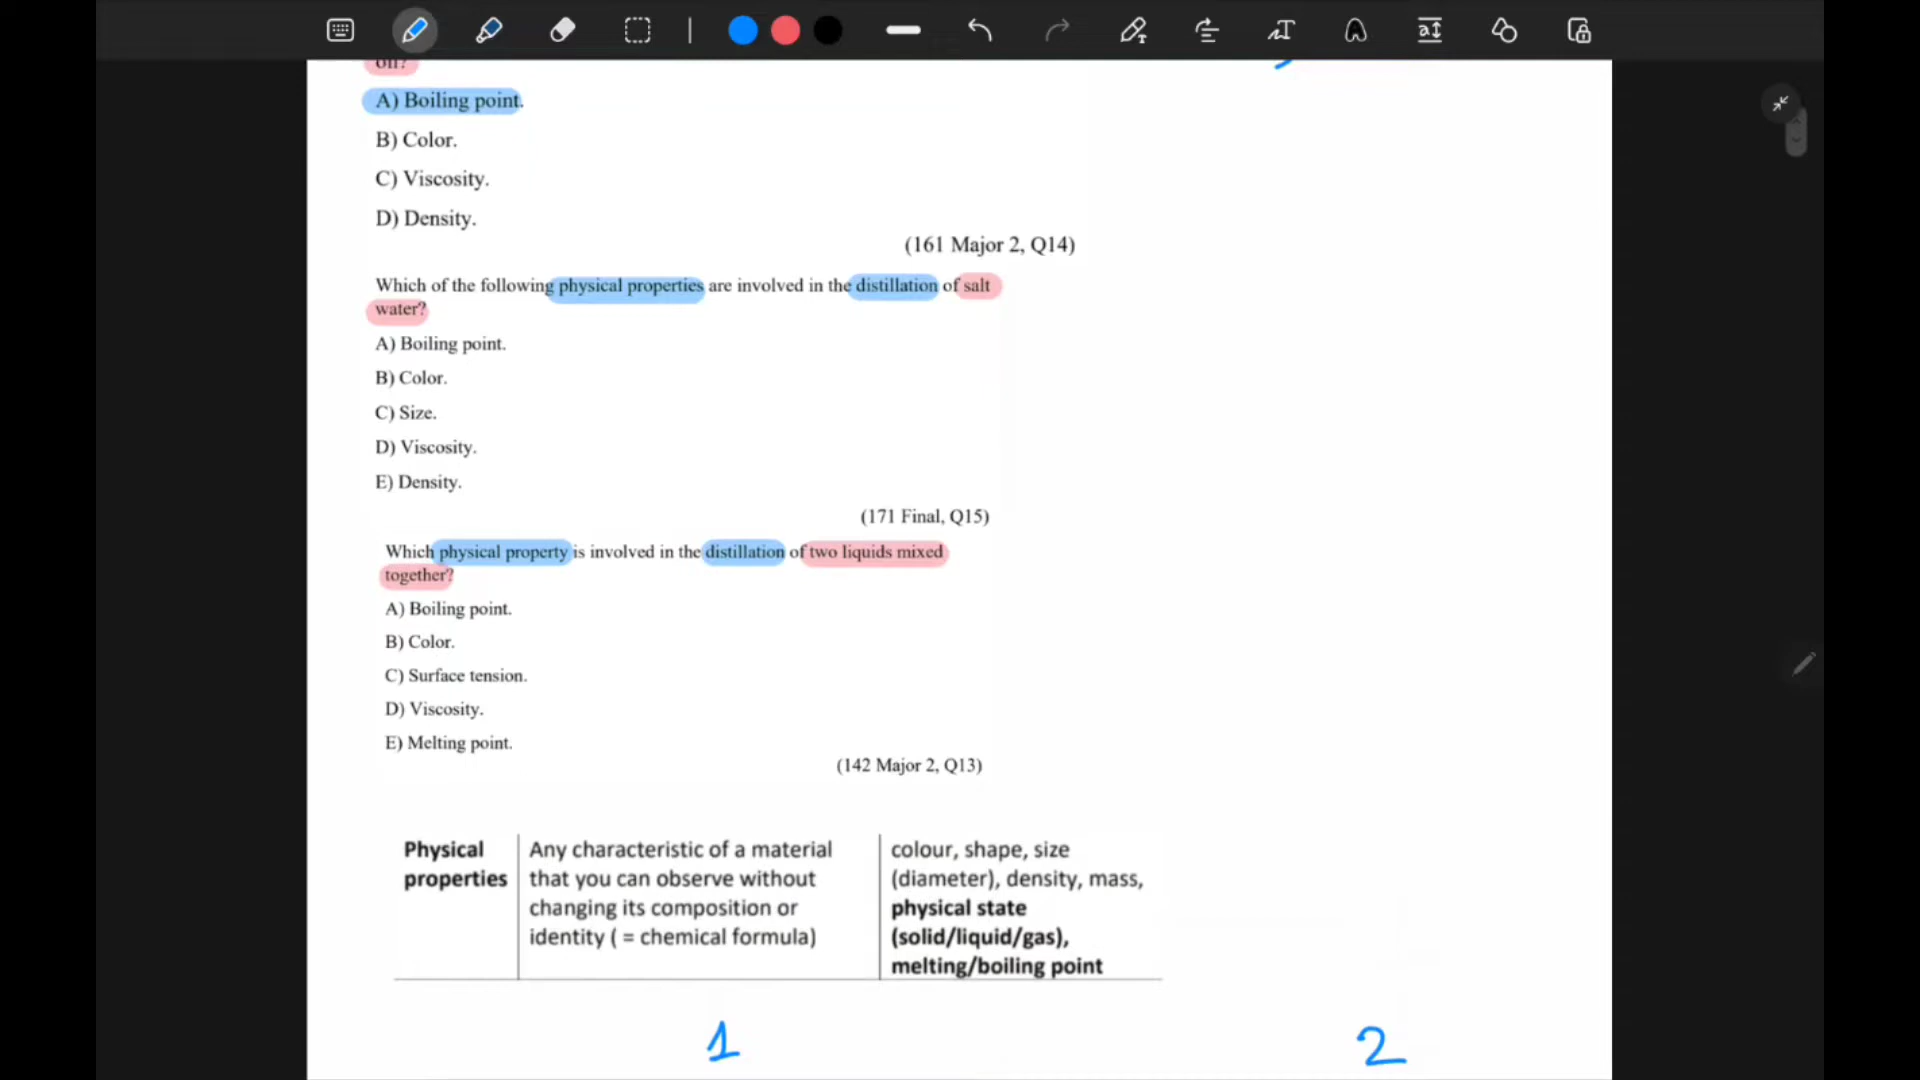 oil?
A) Boiling point.
B) Color.
C) Viscosity.
D) Density.
(161 Major 2, Q14)
Which of the following physical properties are involved in the distillation of salt
water?
A) Boiling point.
B) Color.
C) Size.
D) Viscosity.
E) Density.
(171 Final, Q15)
Which physical property is involved in the distillation of two liquids mixed
together?
A) Boiling point.
B) Color.
C) Surface tension.
D) Viscosity.
E) Melting point.
(142 Major 2, Q13)
Physical
properties
Any characteristic of a material
that you can observe without
changing its composition or
identity ( = chemical formula)
colour, shape, size
(diameter), density, mass,
physical state
(solid/liquid/gas),
melting/boiling point
1
2